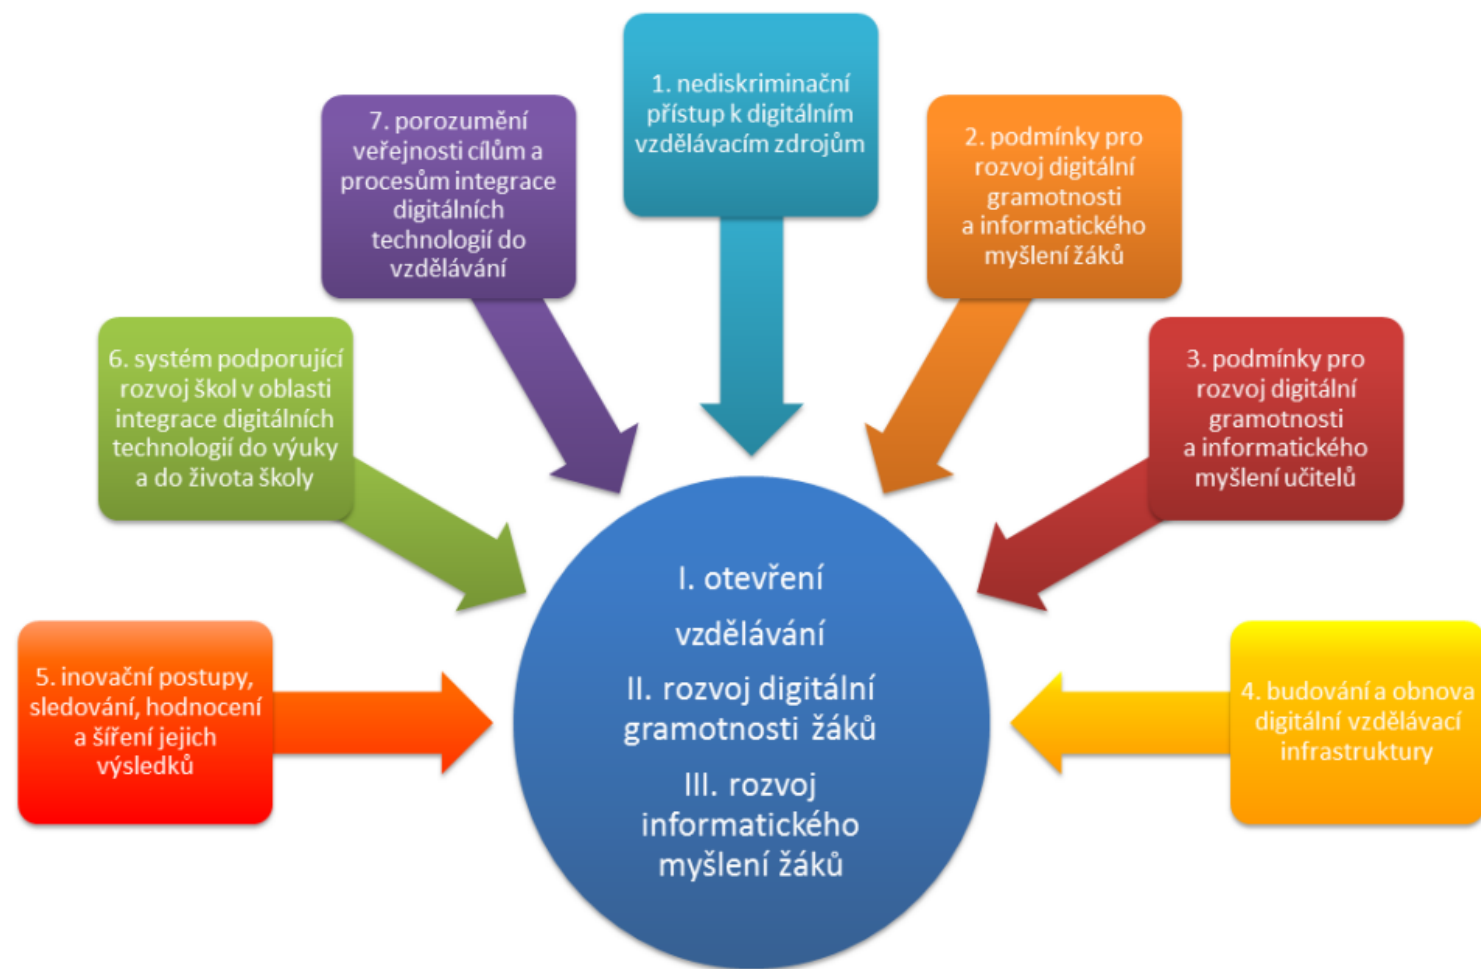 1. nediskriminační
přístup k digitálním
vzdělávacím zdrojům
2. podmínky pro
rozvoj digitální
gramotnosti
a informatického
myšlení žáků
3. podmínky pro
rozvoj digitální
gramotnosti
a informatického
myšlení učitelů
4. budování a obnova
digitální vzdělávací
infrastruktury
5. inovační postupy,
sledování, hodnocení
a šíření jejich
výsledků
6. systém podporující
rozvoj škol v oblasti
integrace digitálních
technologií do výuky
a do života školy
7. porozumění
veřejnosti cílům a
procesům integrace
digitálních
technologií do
vzdělávání
I. otevření
vzdělávání
II. rozvoj digitální
gramotnosti žáků
III. rozvoj
informatického
myšlení žáků